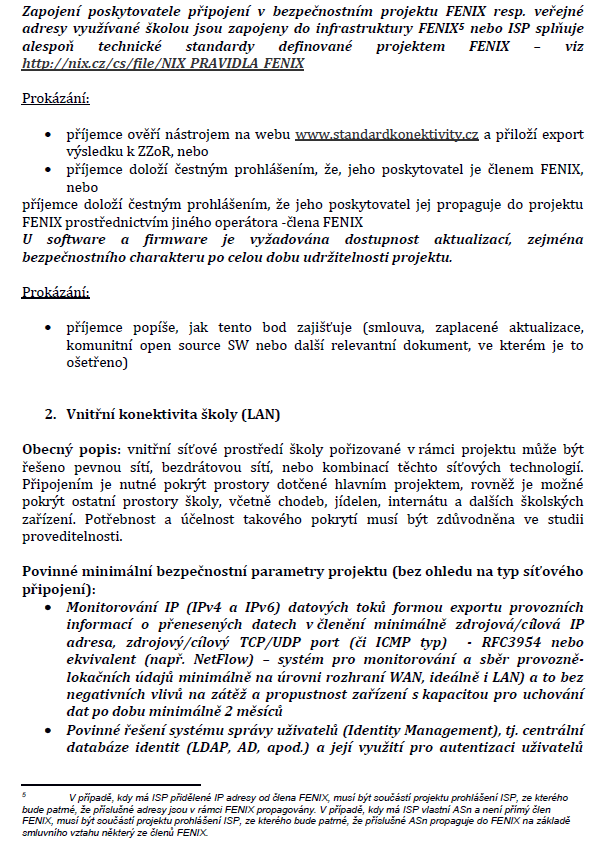 Zapojení poskytovatele připojení v bezpečnostním projektu FENIX resp. veřejné
adresy využívané školou jsou zapojeny do infrastruktury FENIX⁵ nebo ISP splňuje
alespoň technické standardy definované projektem FENIX – viz
http://nix.cz/cs/file/NIX_PRAVIDLA_FENIX
Prokázání:
• příjemce ověří nástrojem na webu www.standardkonektivity.cz a přiloží export
výsledku k ZZoR, nebo
• příjemce doloží čestným prohlášením, že, jeho poskytovatel je členem FENIX,
nebo
příjemce doloží čestným prohlášením, že jeho poskytovatel jej propaguje do projektu
FENIX prostřednictvím jiného operátora -člena FENIX
U software a firmware je vyžadována dostupnost aktualizací, zejména
bezpečnostního charakteru po celou dobu udržitelnosti projektu.
Prokázání:
• příjemce popíše, jak tento bod zajišťuje (smlouva, zaplacené aktualizace,
komunitní open source SW nebo další relevantní dokument, ve kterém je to
ošetřeno)
2. Vnitřní konektivita školy (LAN)
Obecný popis: vnitřní síťové prostředí školy pořizované v rámci projektu může být
řešeno pevnou sítí, bezdrátovou sítí, nebo kombinací těchto síťových technologií.
Připojením je nutné pokrýt prostory dotčené hlavním projektem, rovněž je možné
pokrýt ostatní prostory školy, včetně chodeb, jídelen, internátu a dalších školských
zařízení. Potřebnost a účelnost takového pokrytí musí být zdůvodněna ve studii
proveditelnosti.
Povinné minimální bezpečnostní parametry projektu (bez ohledu na typ síťového
připojení):
• Monitorování IP (IPv4 a IPv6) datových toků formou exportu provozních
informací o přenesených datech v členění minimálně zdrojová/cílová IP
adresa, zdrojový/cílový TCP/UDP port (či ICMP typ) - RFC3954 nebo
ekvivalent (např. NetFlow) – systém pro monitorování a sběr provozně-
lokačních údajů minimálně na úrovni rozhraní WAN, ideálně i LAN) a to bez
negativních vlivů na zátěž a propustnost zařízení s kapacitou pro uchování
dat po dobu minimálně 2 měsíců
• Povinné řešení systému správy uživatelů (Identity Management), tj. centrální
databáze identit (LDAP, AD, apod.) a její využití pro autentizaci uživatelů
⁵ V případě, kdy má ISP přidělené IP adresy od člena FENIX, musí být součástí projektu prohlášení ISP, ze kterého
bude patrné, že příslušné adresy jsou v rámci FENIX propagovány. V případě, kdy má ISP vlastní ASn a není přímý člen
FENIX, musí být součástí projektu prohlášení ISP, ze kterého bude patrné, že příslušné ASn propaguje do FENIX na základě
smluvního vztahu některý ze členů FENIX.